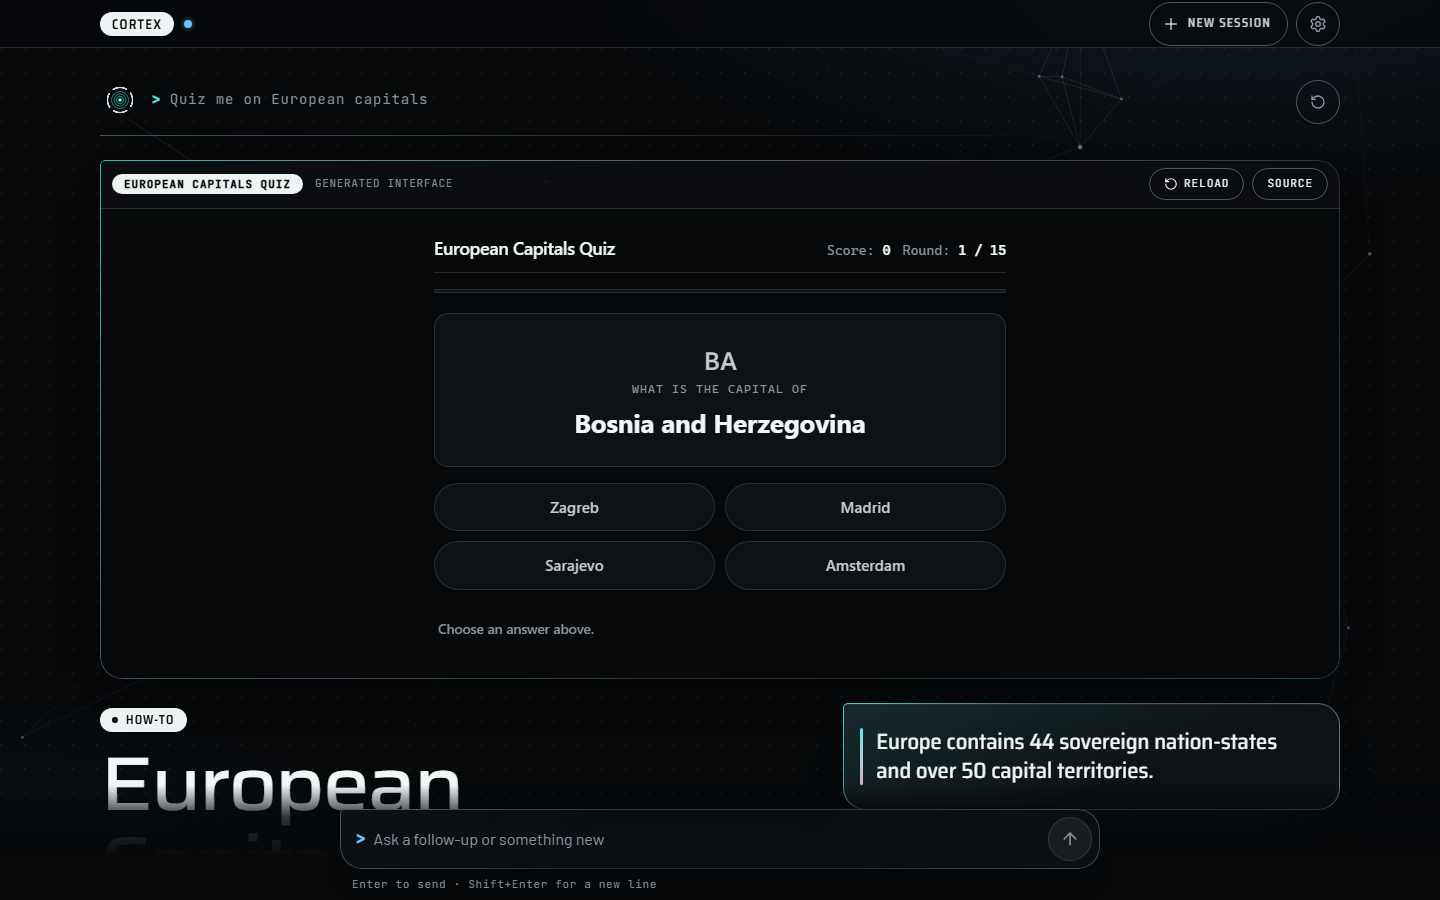 CORTEX
NEW SESSION
> Quiz me on European capitals
EUROPEAN CAPITALS QUIZ
GENERATED INTERFACE
RELOAD
SOURCE
European Capitals Quiz
Score: 0 Round: 1 / 15
BA
WHAT IS THE CAPITAL OF
Bosnia and Herzegovina
Zagreb
Madrid
Sarajevo
Amsterdam
Choose an answer above.
HOW-TO
European
Europe contains 44 sovereign nation-states
and over 50 capital territories.
> Ask a follow-up or something new
Enter to send · Shift+Enter for a new line